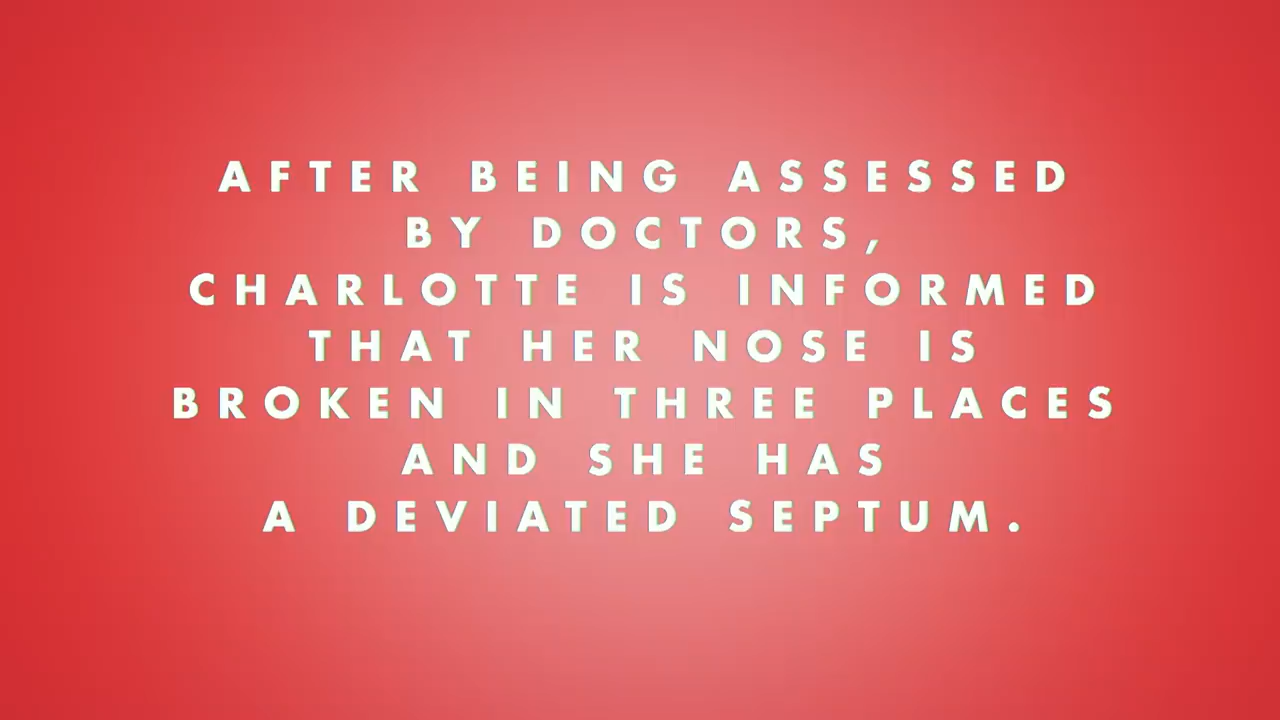 AFTER BEING ASSESSED
BY DOCTORS,
CHARLOTTE IS INFORMED
THAT HER NOSE IS
BROKEN IN THREE PLACES
AND SHE HAS
A DEVIATED SEPTUM.